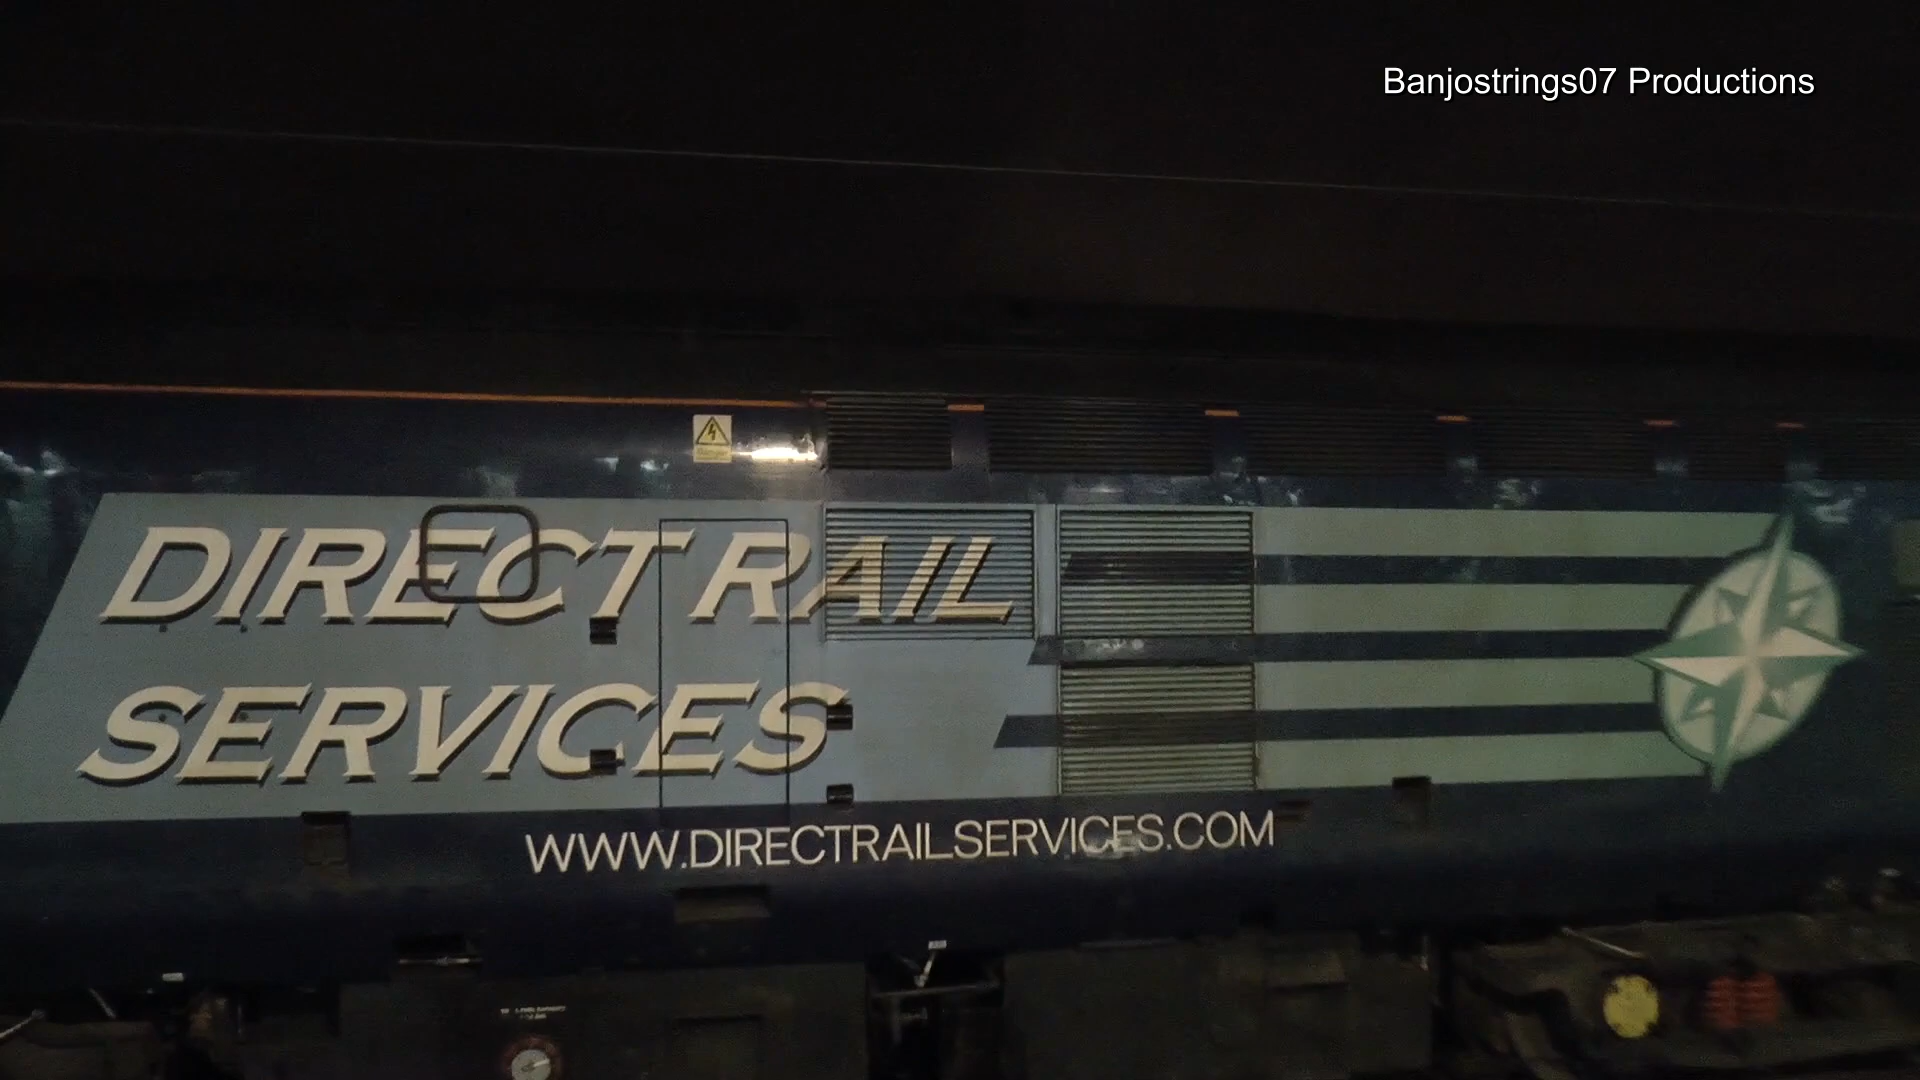 Banjostrings07 Productions
DIRECT RAIL
SERVICES
WWW.DIRECTRAILSERVICES.COM